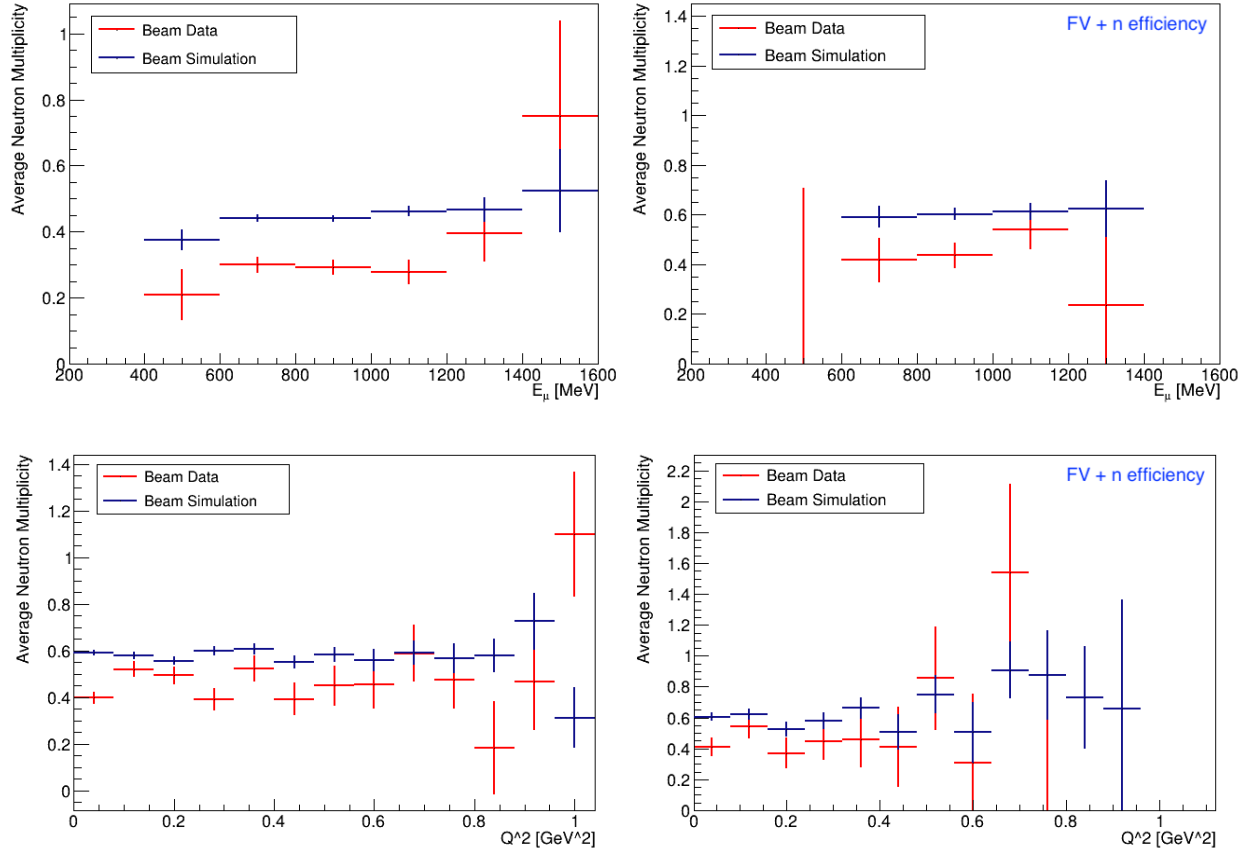 Average Neutron Multiplicity
Beam Data
Beam Simulation
1
0.8
0.6
0.4
0.2
0
200 400 600 800 1000 1200 1400 1600
E_μ [MeV]
Average Neutron Multiplicity
Beam Data
Beam Simulation
FV + n efficiency
1.4
1.2
1
0.8
0.6
0.4
0.2
0
200 400 600 800 1000 1200 1400 1600
E_μ [MeV]
Average Neutron Multiplicity
Beam Data
Beam Simulation
1.4
1.2
1
0.8
0.6
0.4
0.2
0
0 0.2 0.4 0.6 0.8 1
Q^2 [GeV^2]
Average Neutron Multiplicity
Beam Data
Beam Simulation
FV + n efficiency
2.2
2
1.8
1.6
1.4
1.2
1
0.8
0.6
0.4
0.2
0
0 0.2 0.4 0.6 0.8 1
Q^2 [GeV^2]